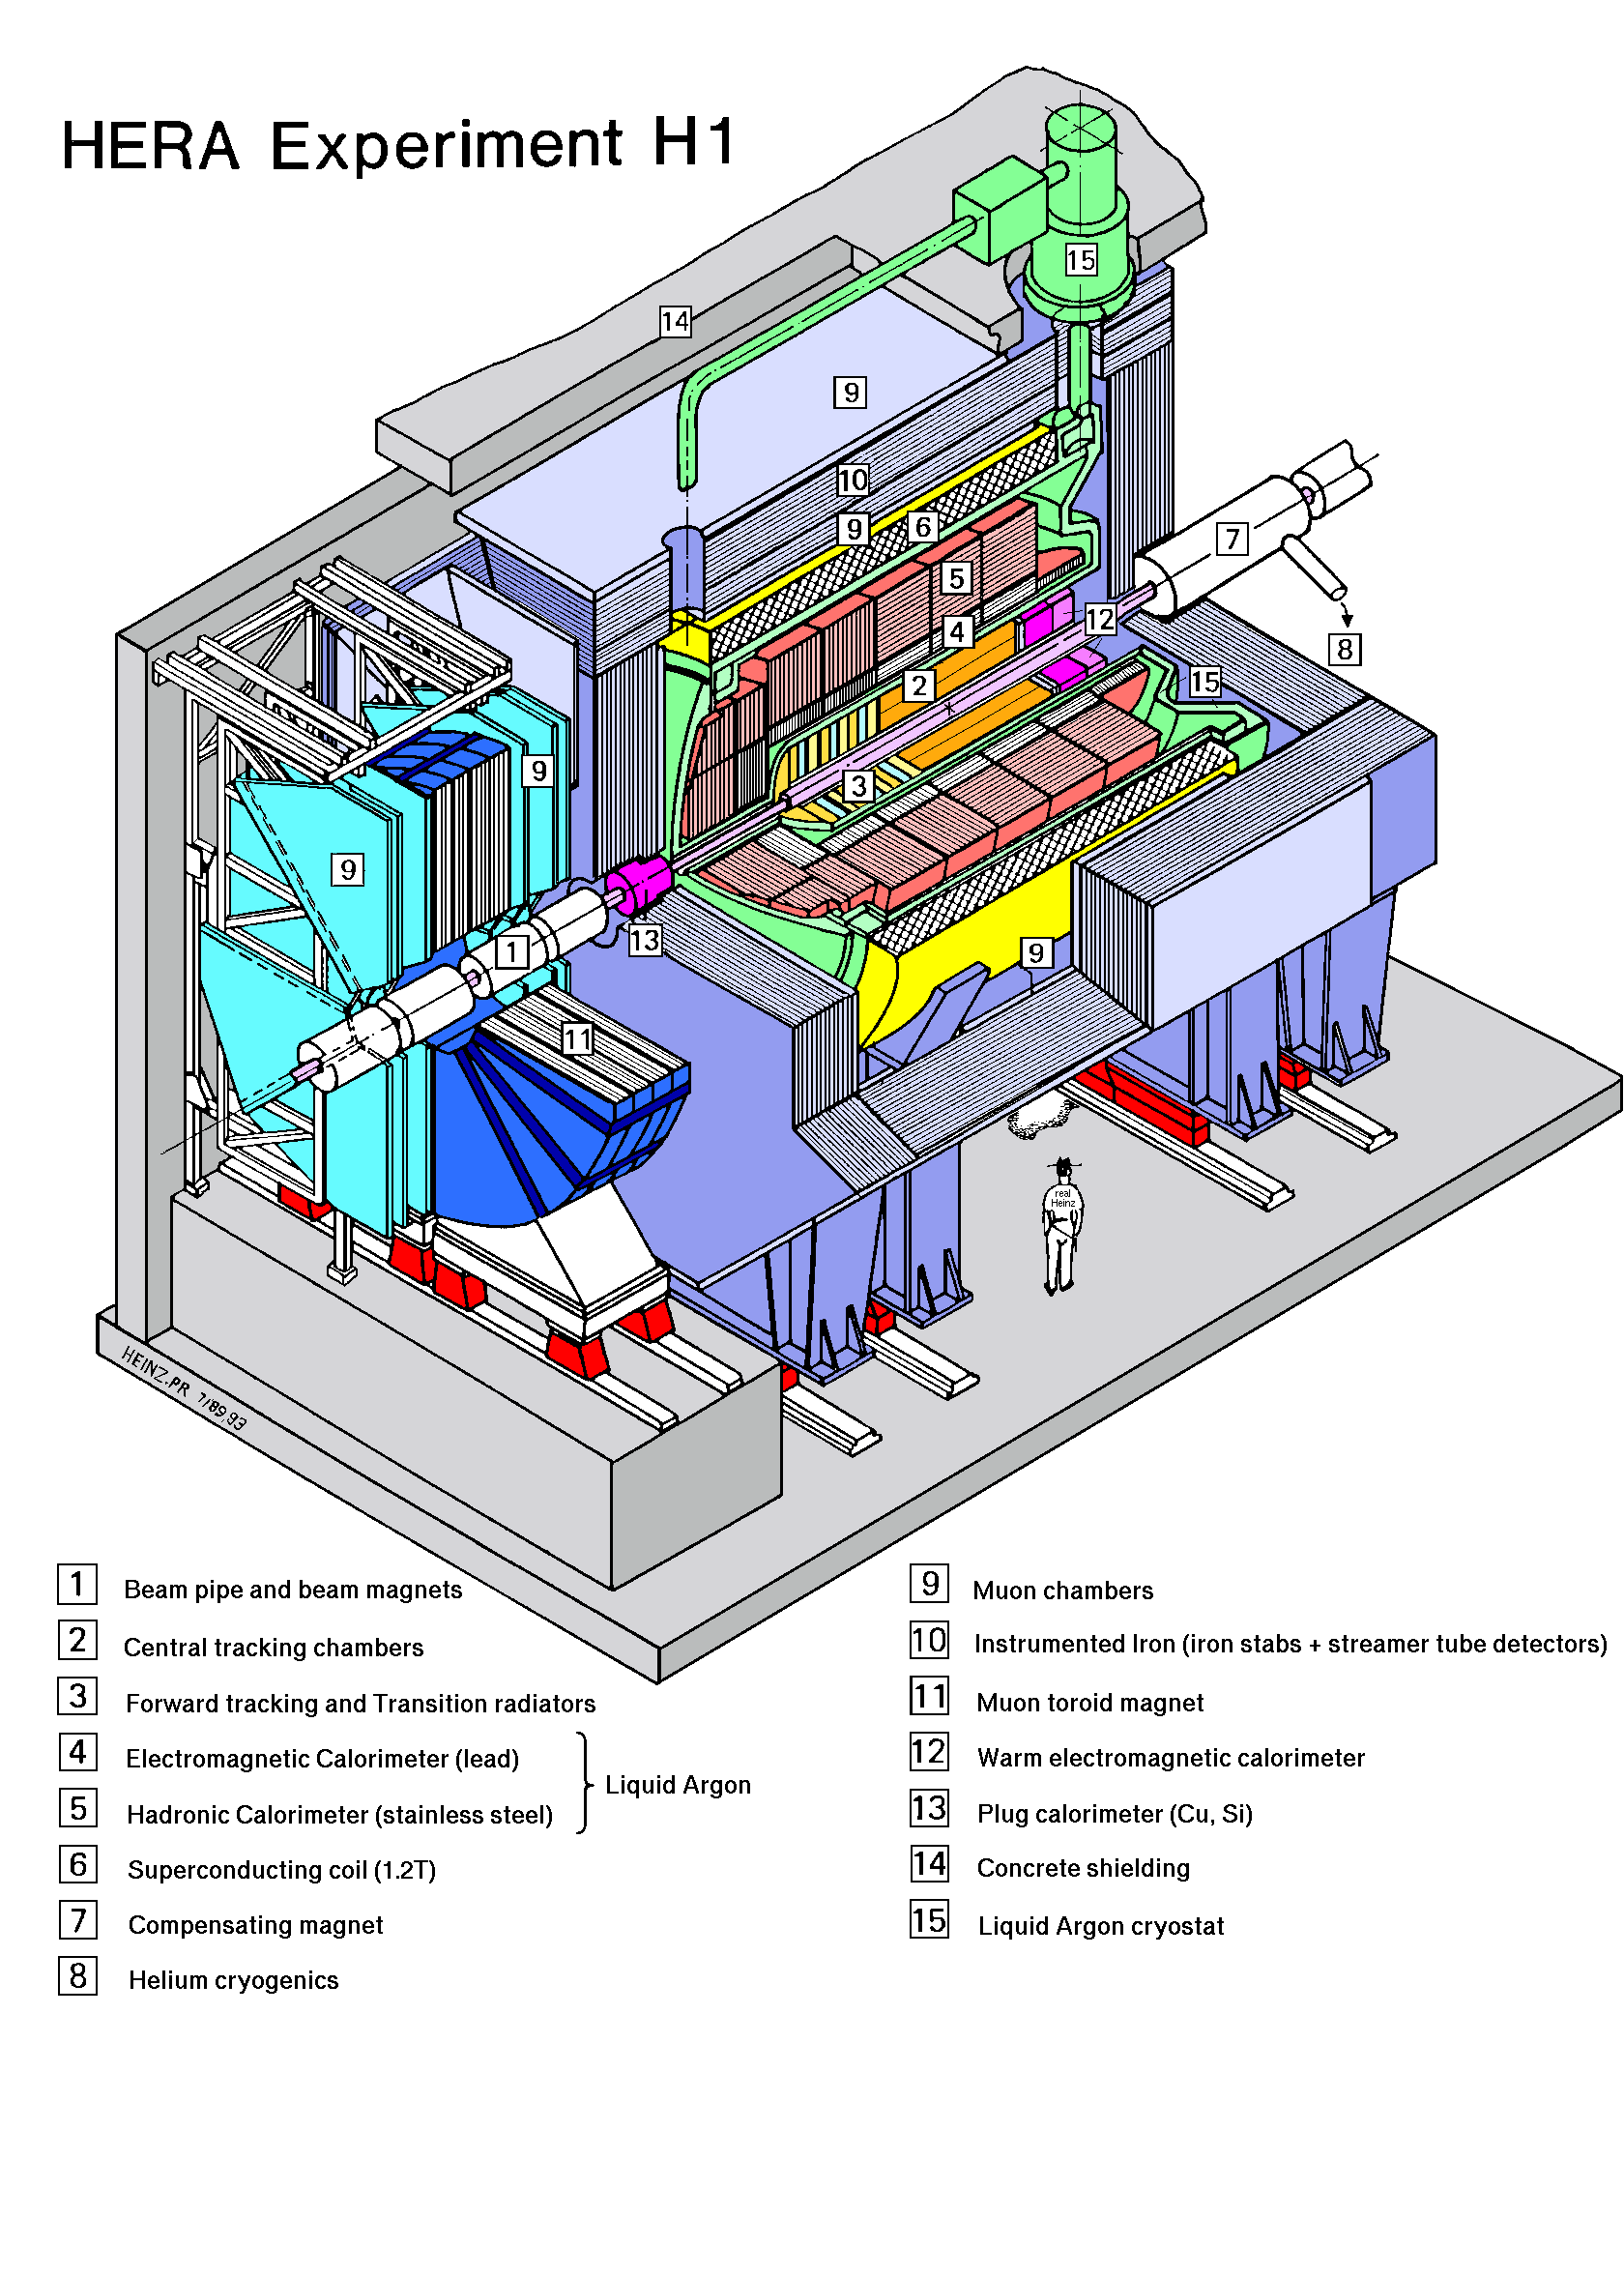 HERA Experiment H1
15
14
9
10
9
6
7
5
12
4
8
2
15
9
3
9
13
1
9
11
real
Heinz
HEINZ.PR 7/89,93
1 Beam pipe and beam magnets
2 Central tracking chambers
3 Forward tracking and Transition radiators
4 Electromagnetic Calorimeter (lead)
5 Hadronic Calorimeter (stainless steel)
Liquid Argon
6 Superconducting coil (1.2T)
7 Compensating magnet
8 Helium cryogenics
9 Muon chambers
10 Instrumented Iron (iron stabs + streamer tube detectors)
11 Muon toroid magnet
12 Warm electromagnetic calorimeter
13 Plug calorimeter (Cu, Si)
14 Concrete shielding
15 Liquid Argon cryostat